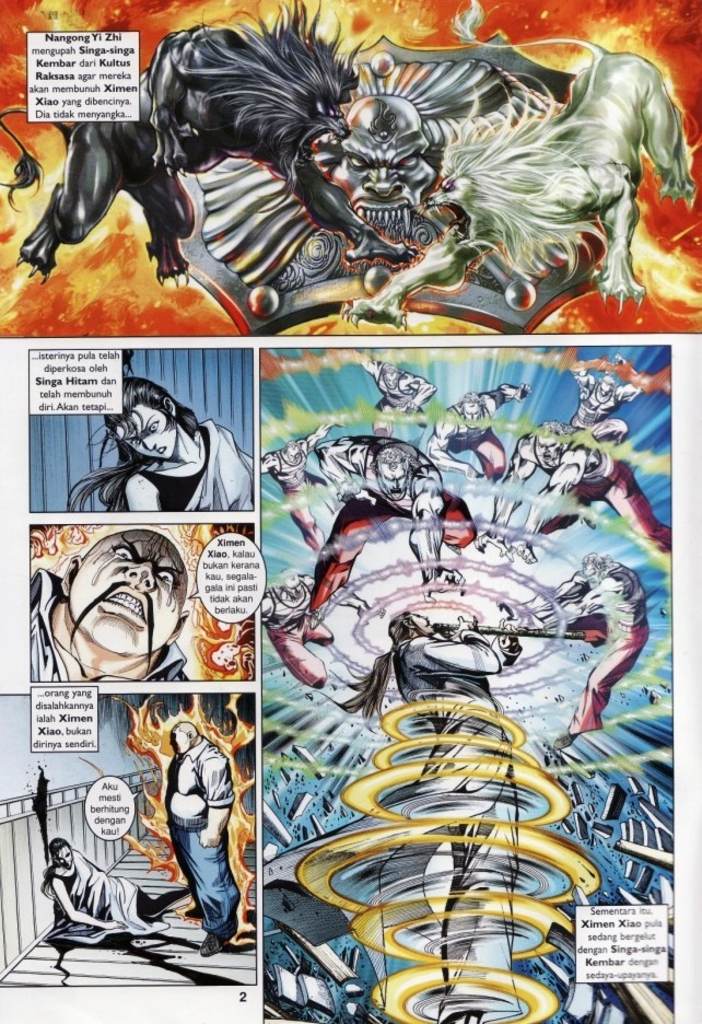 Nangong Yi Zhi
mengupah Singa-singa
Kembar dari Kultus
Raksasa agar mereka
akan membunuh Ximen
Xiao yang dibencinya.
Dia tidak menyangka...
...isterinya pula telah
diperkosa oleh
Singa Hitam dan
telah membunuh
diri. Akan tetapi...
Ximen
Xiao, kalau
bukan kerana
kau, segala-
gala ini pasti
tidak akan
berlaku.
...orang yang
disalahkannya
ialah Ximen
Xiao, bukan
dirinya sendiri.
Aku
mesti
berhitung
dengan
kau!
Sementara itu,
Ximen Xiao pula
sedang bergelut
dengan Singa-singa
Kembar dengan
sedaya-upayanya.
2